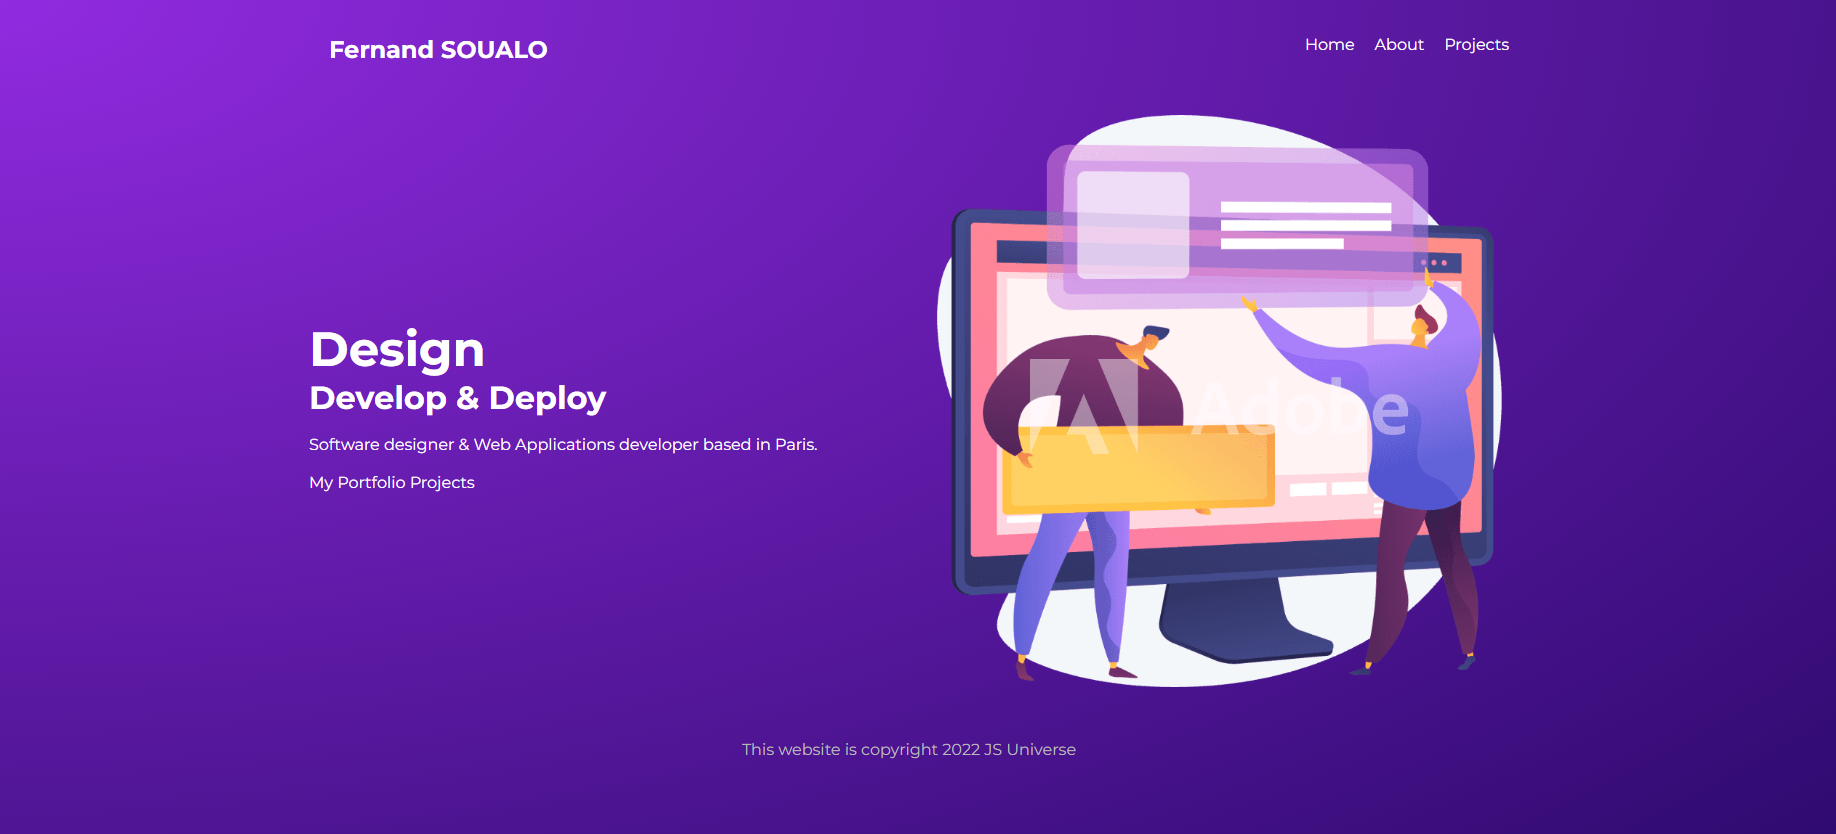 Fernand SOUALO
Home About Projects
Design
Develop & Deploy
Software designer & Web Applications developer based in Paris.
My Portfolio Projects
Adobe
This website is copyright 2022 JS Universe